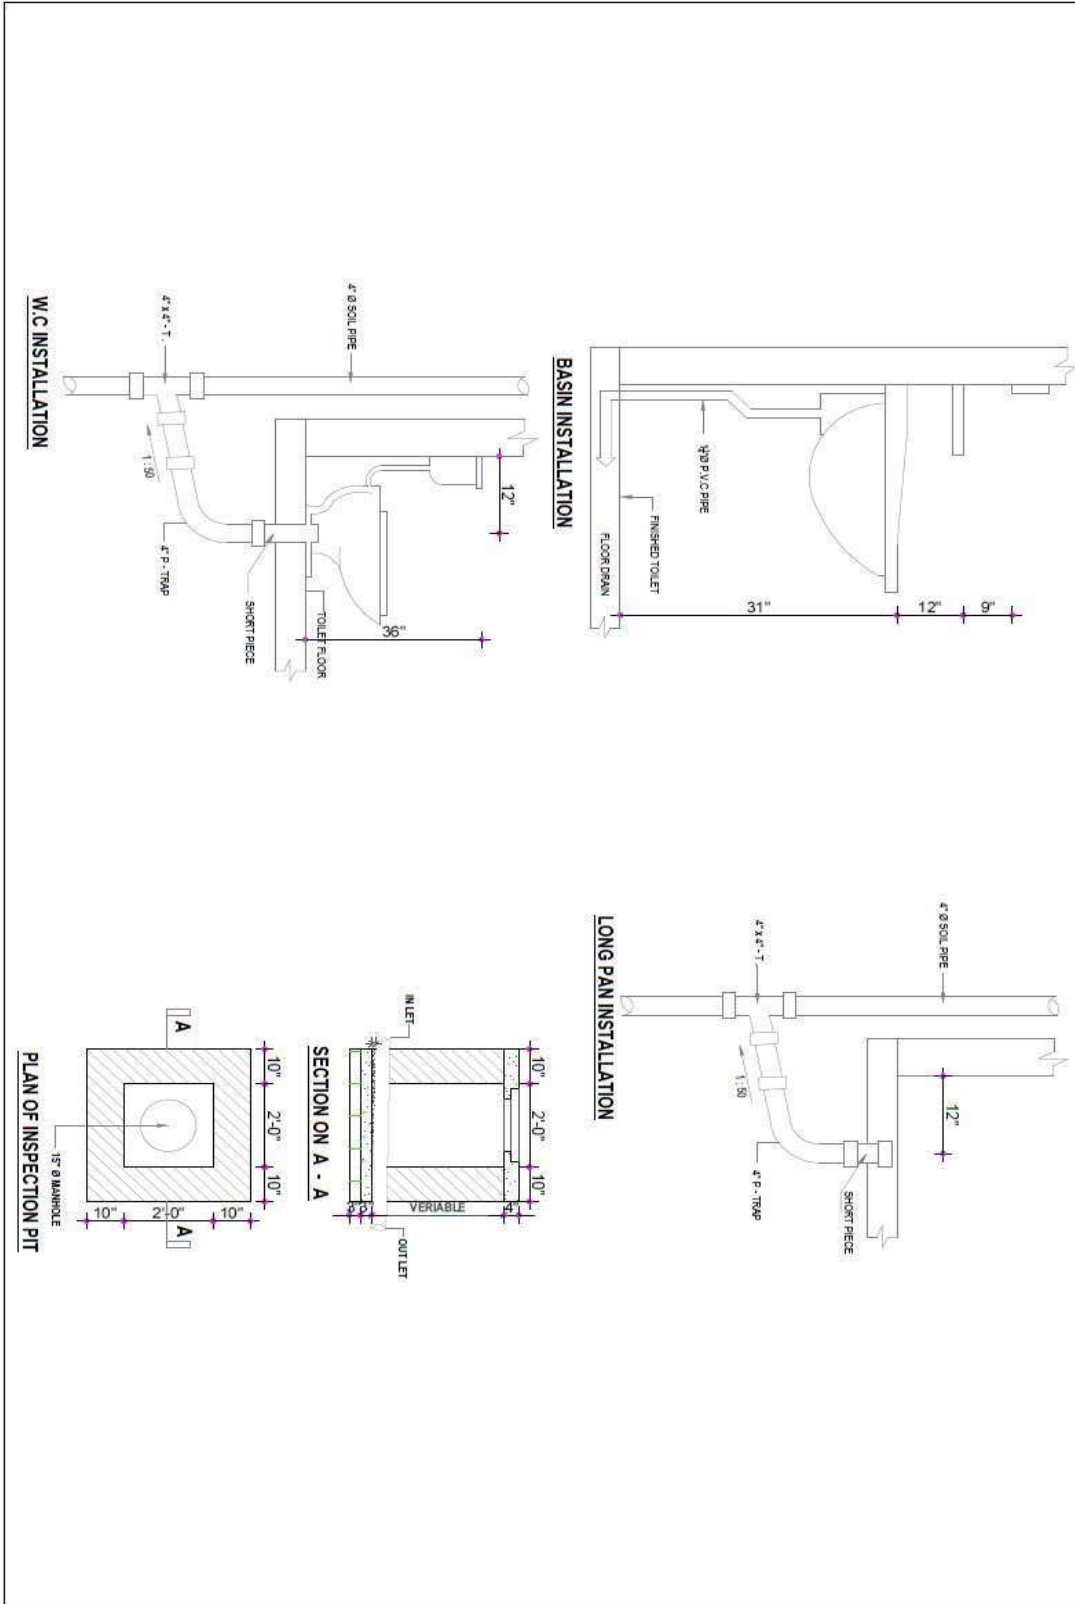 31"
12"
9"
1½"Ø P.V.C PIPE
FINISHED TOILET
FLOOR DRAIN
BASIN INSTALLATION
4" Ø SOIL PIPE
4" x 4" - T
12"
1 : 50
4" P - TRAP
SHORT PIECE
LONG PAN INSTALLATION
4" Ø SOIL PIPE
4" x 4" - T .
12"
36"
1 : 50
4" P - TRAP
SHORT PIECE
TOILET FLOOR
W.C INSTALLATION
10"
2'-0"
10"
4"
VERIABLE
IN LET
OUT LET
SECTION ON A - A
10"
2'-0"
10"
10"
2'-0"
10"
A
A
15" Ø MANHOLE
PLAN OF INSPECTION PIT